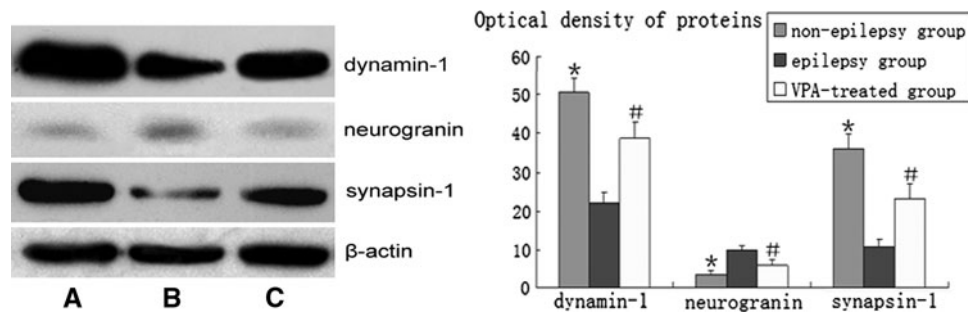 dynamin-1
neurogranin
synapsin-1
β-actin
A B C
Optical density of proteins
non-epilepsy group
epilepsy group
VPA-treated group
60
50
40
30
20
10
0
* # * # * #
dynamin-1 neurogranin synapsin-1